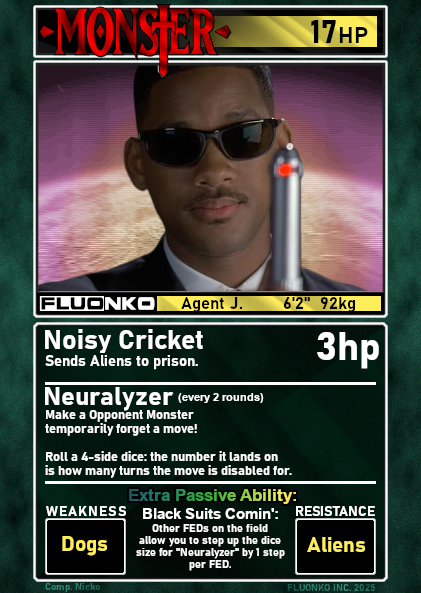 MONSTER
17HP
FLUONKO
Agent J. 6'2" 92kg
Noisy Cricket 3hp
Sends Aliens to prison.
Neuralyzer (every 2 rounds)
Make a Opponent Monster
temporarily forget a move!
Roll a 4-side dice: the number it lands on
is how many turns the move is disabled for.
Extra Passive Ability:
WEAKNESS
Dogs
Black Suits Comin':
Other FEDs on the field
allow you to step up the dice
size for "Neuralyzer" by 1 step
per FED.
RESISTANCE
Aliens
Comp. Nicko
FLUONKO INC. 2025